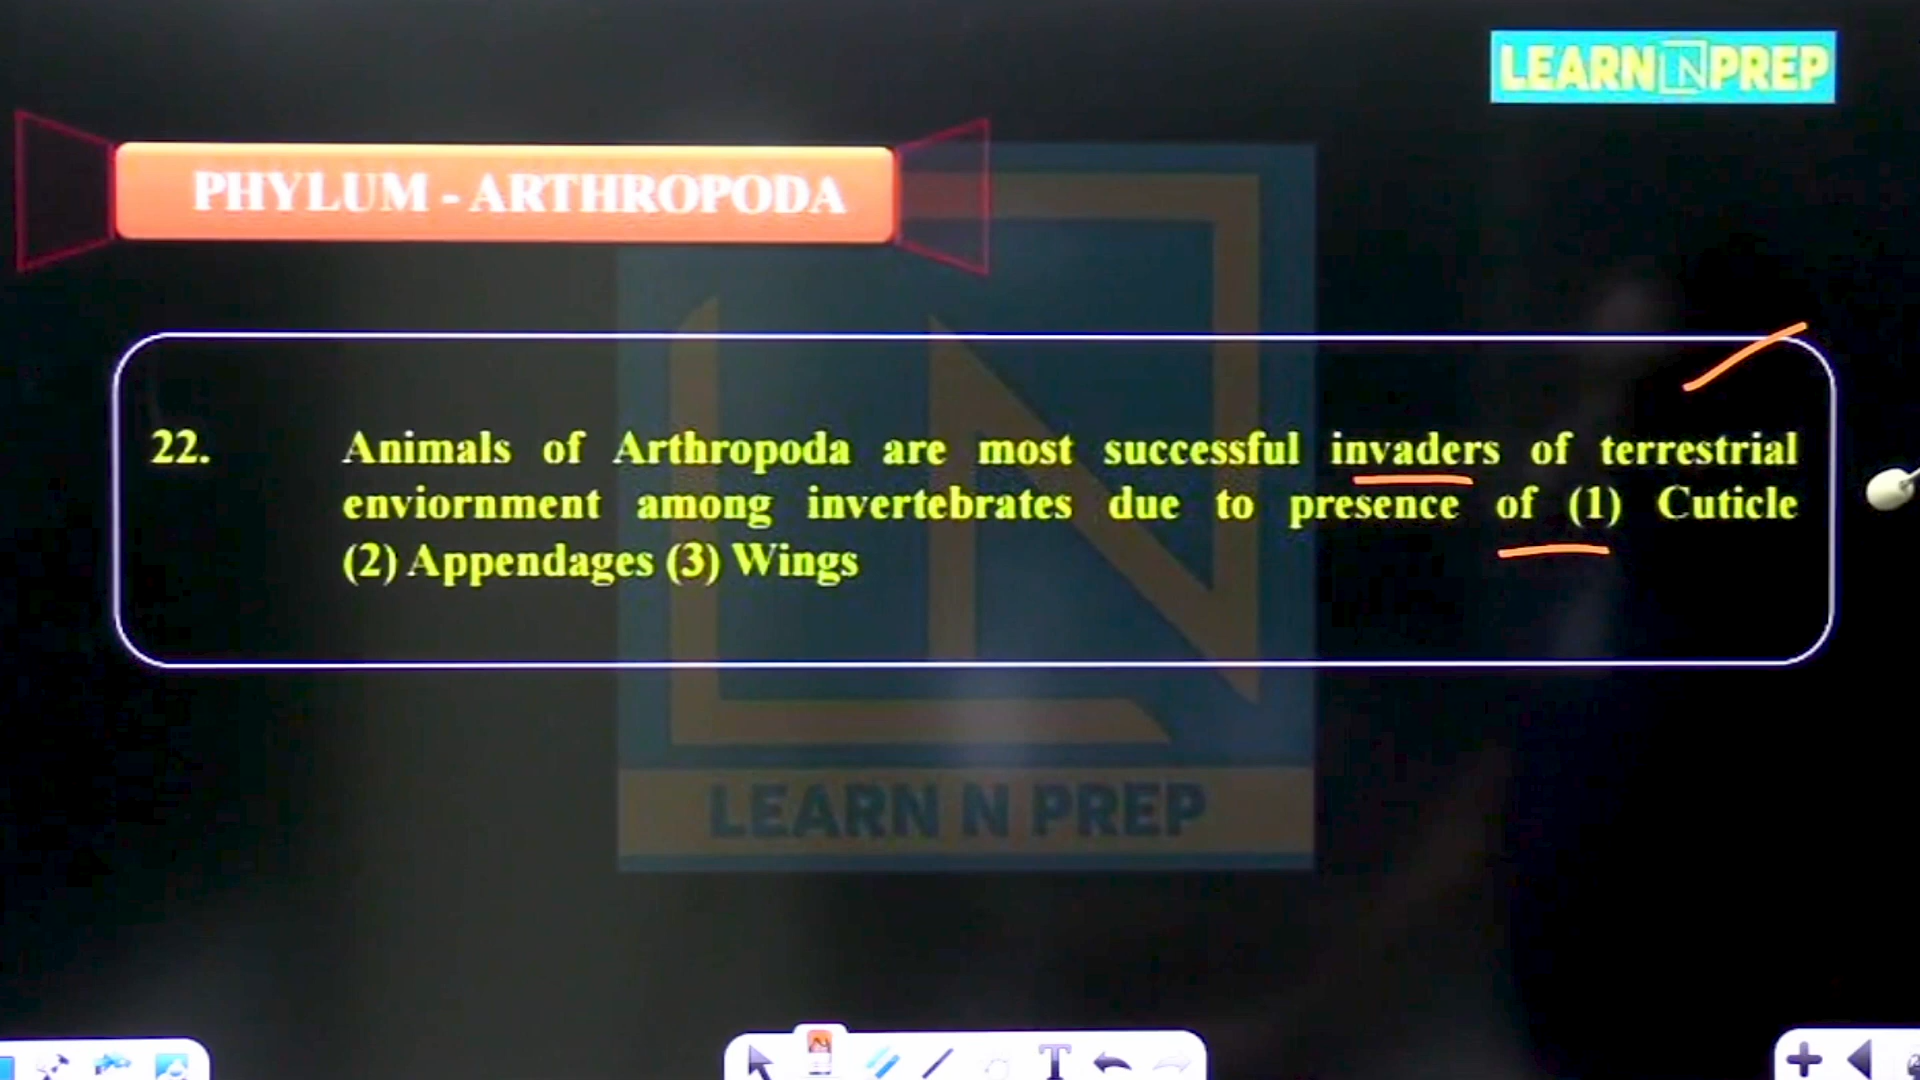 LEARN N PREP
PHYLUM - ARTHROPODA
22. Animals of Arthropoda are most successful invaders of terrestrial
enviornment among invertebrates due to presence of (1) Cuticle
(2) Appendages (3) Wings
LEARN N PREP
T